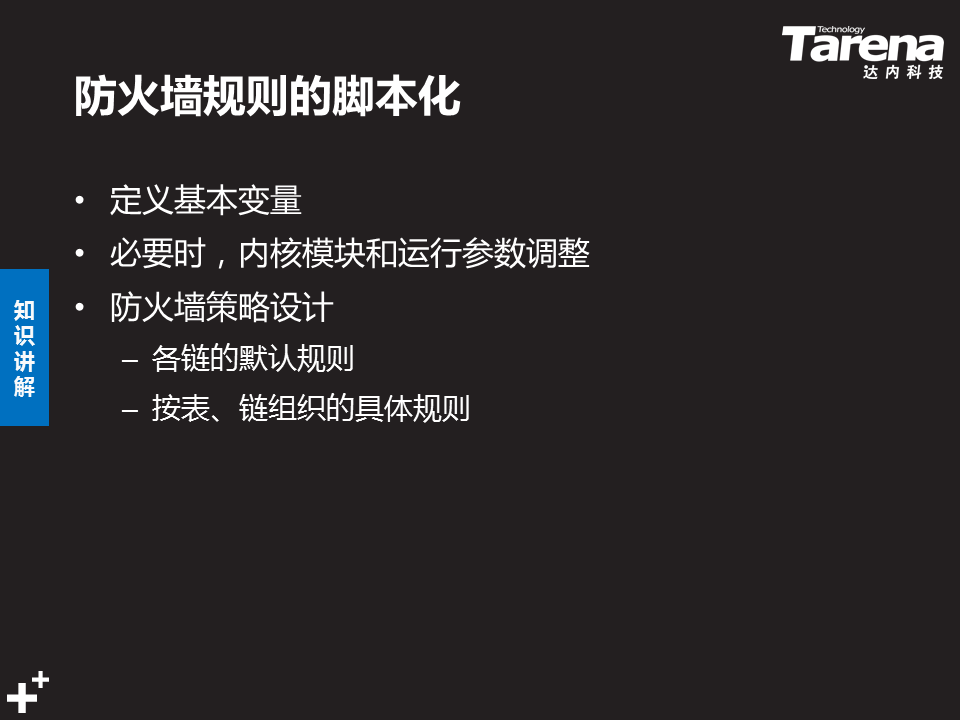 Technology
Tarena
达内科技
防火墙规则的脚本化
• 定义基本变量
• 必要时，内核模块和运行参数调整
• 防火墙策略设计
– 各链的默认规则
– 按表、链组织的具体规则
知
识
讲
解